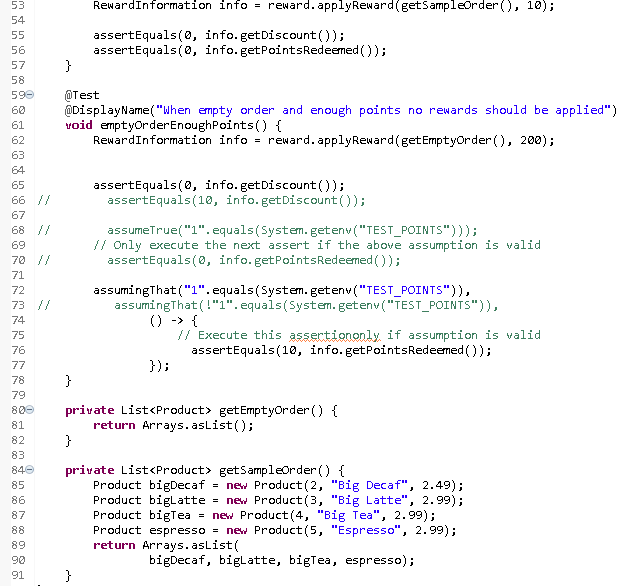 53 RewardInformation info = reward.applyReward(getSampleOrder(), 10);
54
55 assertEquals(0, info.getDiscount());
56 assertEquals(0, info.getPointsRedeemed());
57 }
58
59 @Test
60 @DisplayName("When empty order and enough points no rewards should be applied")
61 void emptyOrderEnoughPoints() {
62 RewardInformation info = reward.applyReward(getEmptyOrder(), 200);
63
64
65 assertEquals(0, info.getDiscount());
66 // assertEquals(10, info.getDiscount());
67
68 // assumeTrue("1".equals(System.getenv("TEST_POINTS")));
69 // Only execute the next assert if the above assumption is valid
70 // assertEquals(0, info.getPointsRedeemed());
71
72 assumingThat("1".equals(System.getenv("TEST_POINTS")),
73 // assumingThat(!"1".equals(System.getenv("TEST_POINTS")),
74 () -> {
75 // Execute this assertiononly if assumption is valid
76 assertEquals(10, info.getPointsRedeemed());
77 });
78 }
79
80 private List<Product> getEmptyOrder() {
81 return Arrays.asList();
82 }
83
84 private List<Product> getSampleOrder() {
85 Product bigDecaf = new Product(2, "Big Decaf", 2.49);
86 Product bigLatte = new Product(3, "Big Latte", 2.99);
87 Product bigTea = new Product(4, "Big Tea", 2.99);
88 Product espresso = new Product(5, "Espresso", 2.99);
89 return Arrays.asList(
90 bigDecaf, bigLatte, bigTea, espresso);
91 }